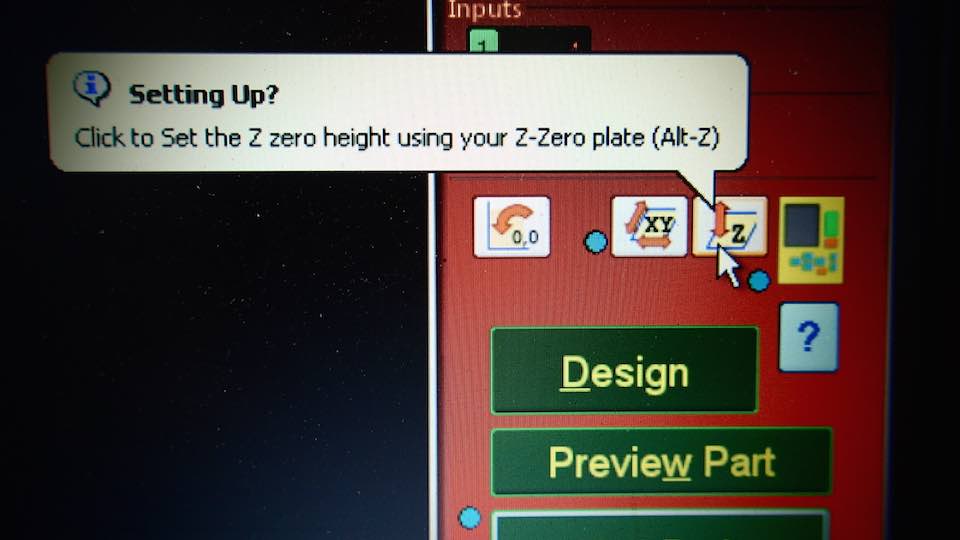 Inputs
1
Setting Up?
Click to Set the Z zero height using your Z-Zero plate (Alt-Z)
0,0
XY
Z
?
Design
Preview Part